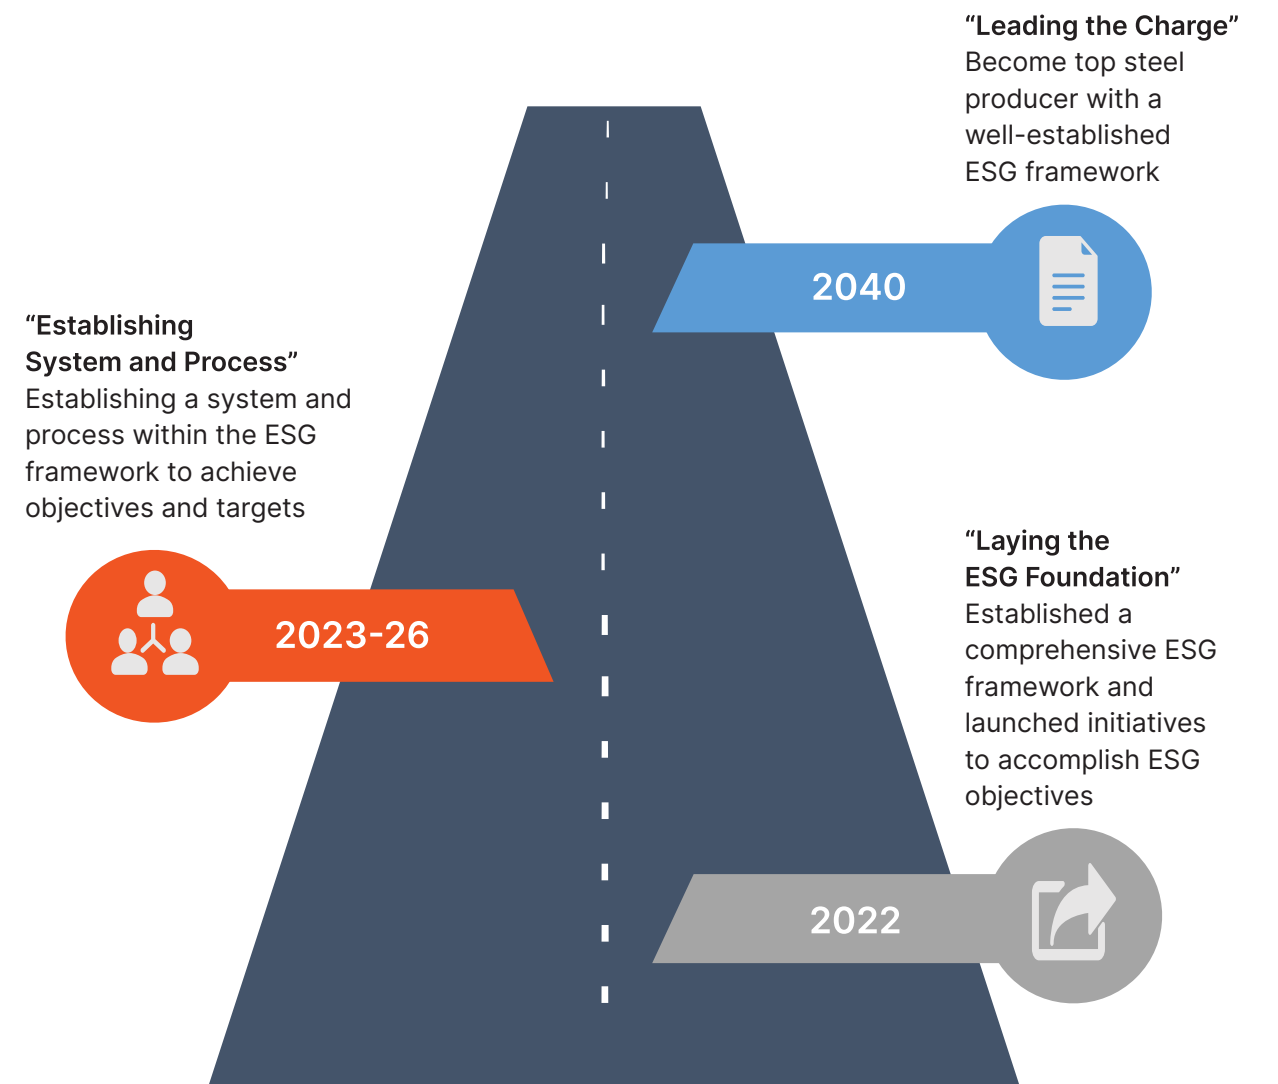 “Leading the Charge”
Become top steel
producer with a
well-established
ESG framework
2040
“Establishing
System and Process”
Establishing a system and
process within the ESG
framework to achieve
objectives and targets
2023-26
“Laying the
ESG Foundation”
Established a
comprehensive ESG
framework and
launched initiatives
to accomplish ESG
objectives
2022